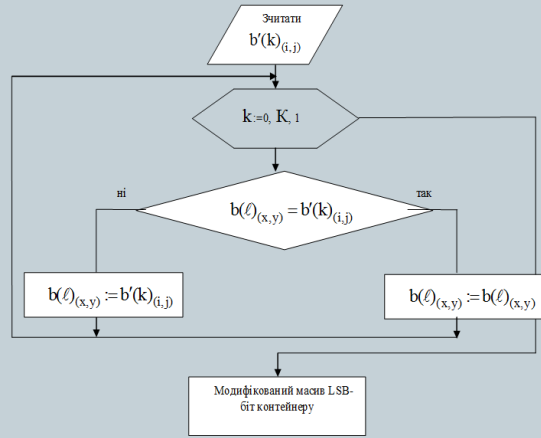 Зчитати
b′(k)(i,j)
k:=0, K, 1
ні
так
b(ℓ)(x,y) = b′(k)(i,j)
b(ℓ)(x,y) := b′(k)(i,j)
b(ℓ)(x,y) := b(ℓ)(x,y)
Модифікований масив LSB-
біт контейнеру